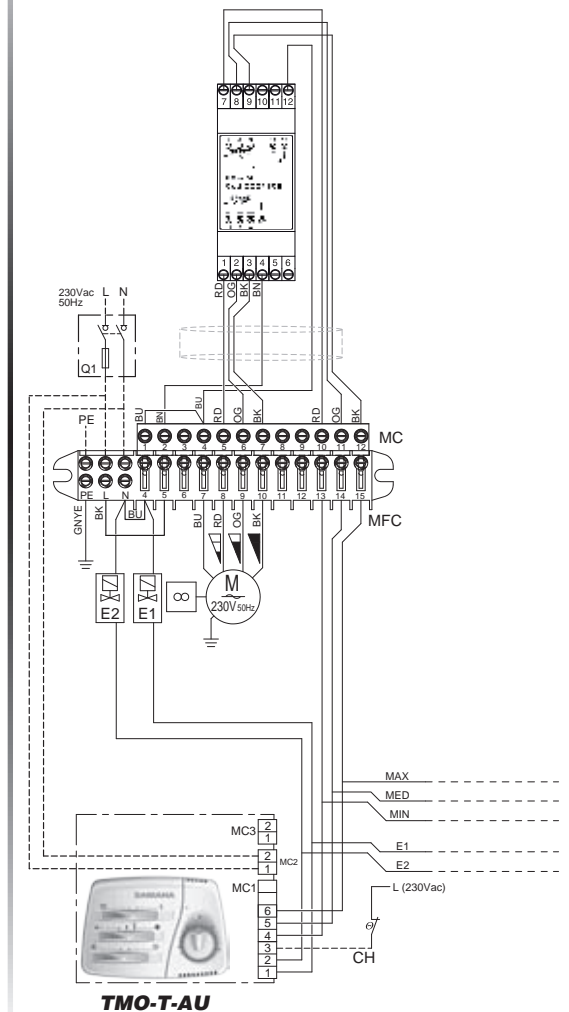 7 8 9 10 11 12
1 2 3 4 5 6
RD OG BK BN
230Vac L N
50Hz
Q1
PE
BU BN BU RD OG BK RD OG BK
1 2 3 4 5 6 7 8 9 10 11 12
MC
PE L N 4 5 6 7 8 9 10 11 12 13 14 15
MFC
GNYE BK BU BU RD OG BK
E2 E1
M
230V 50Hz
MAX
MED
MIN
E1
E2
L (230Vac)
CH
MC3 2
1
2 MC2
1
MC1
6
5
4
3
2
1
SABIANA
TMO-T-AU